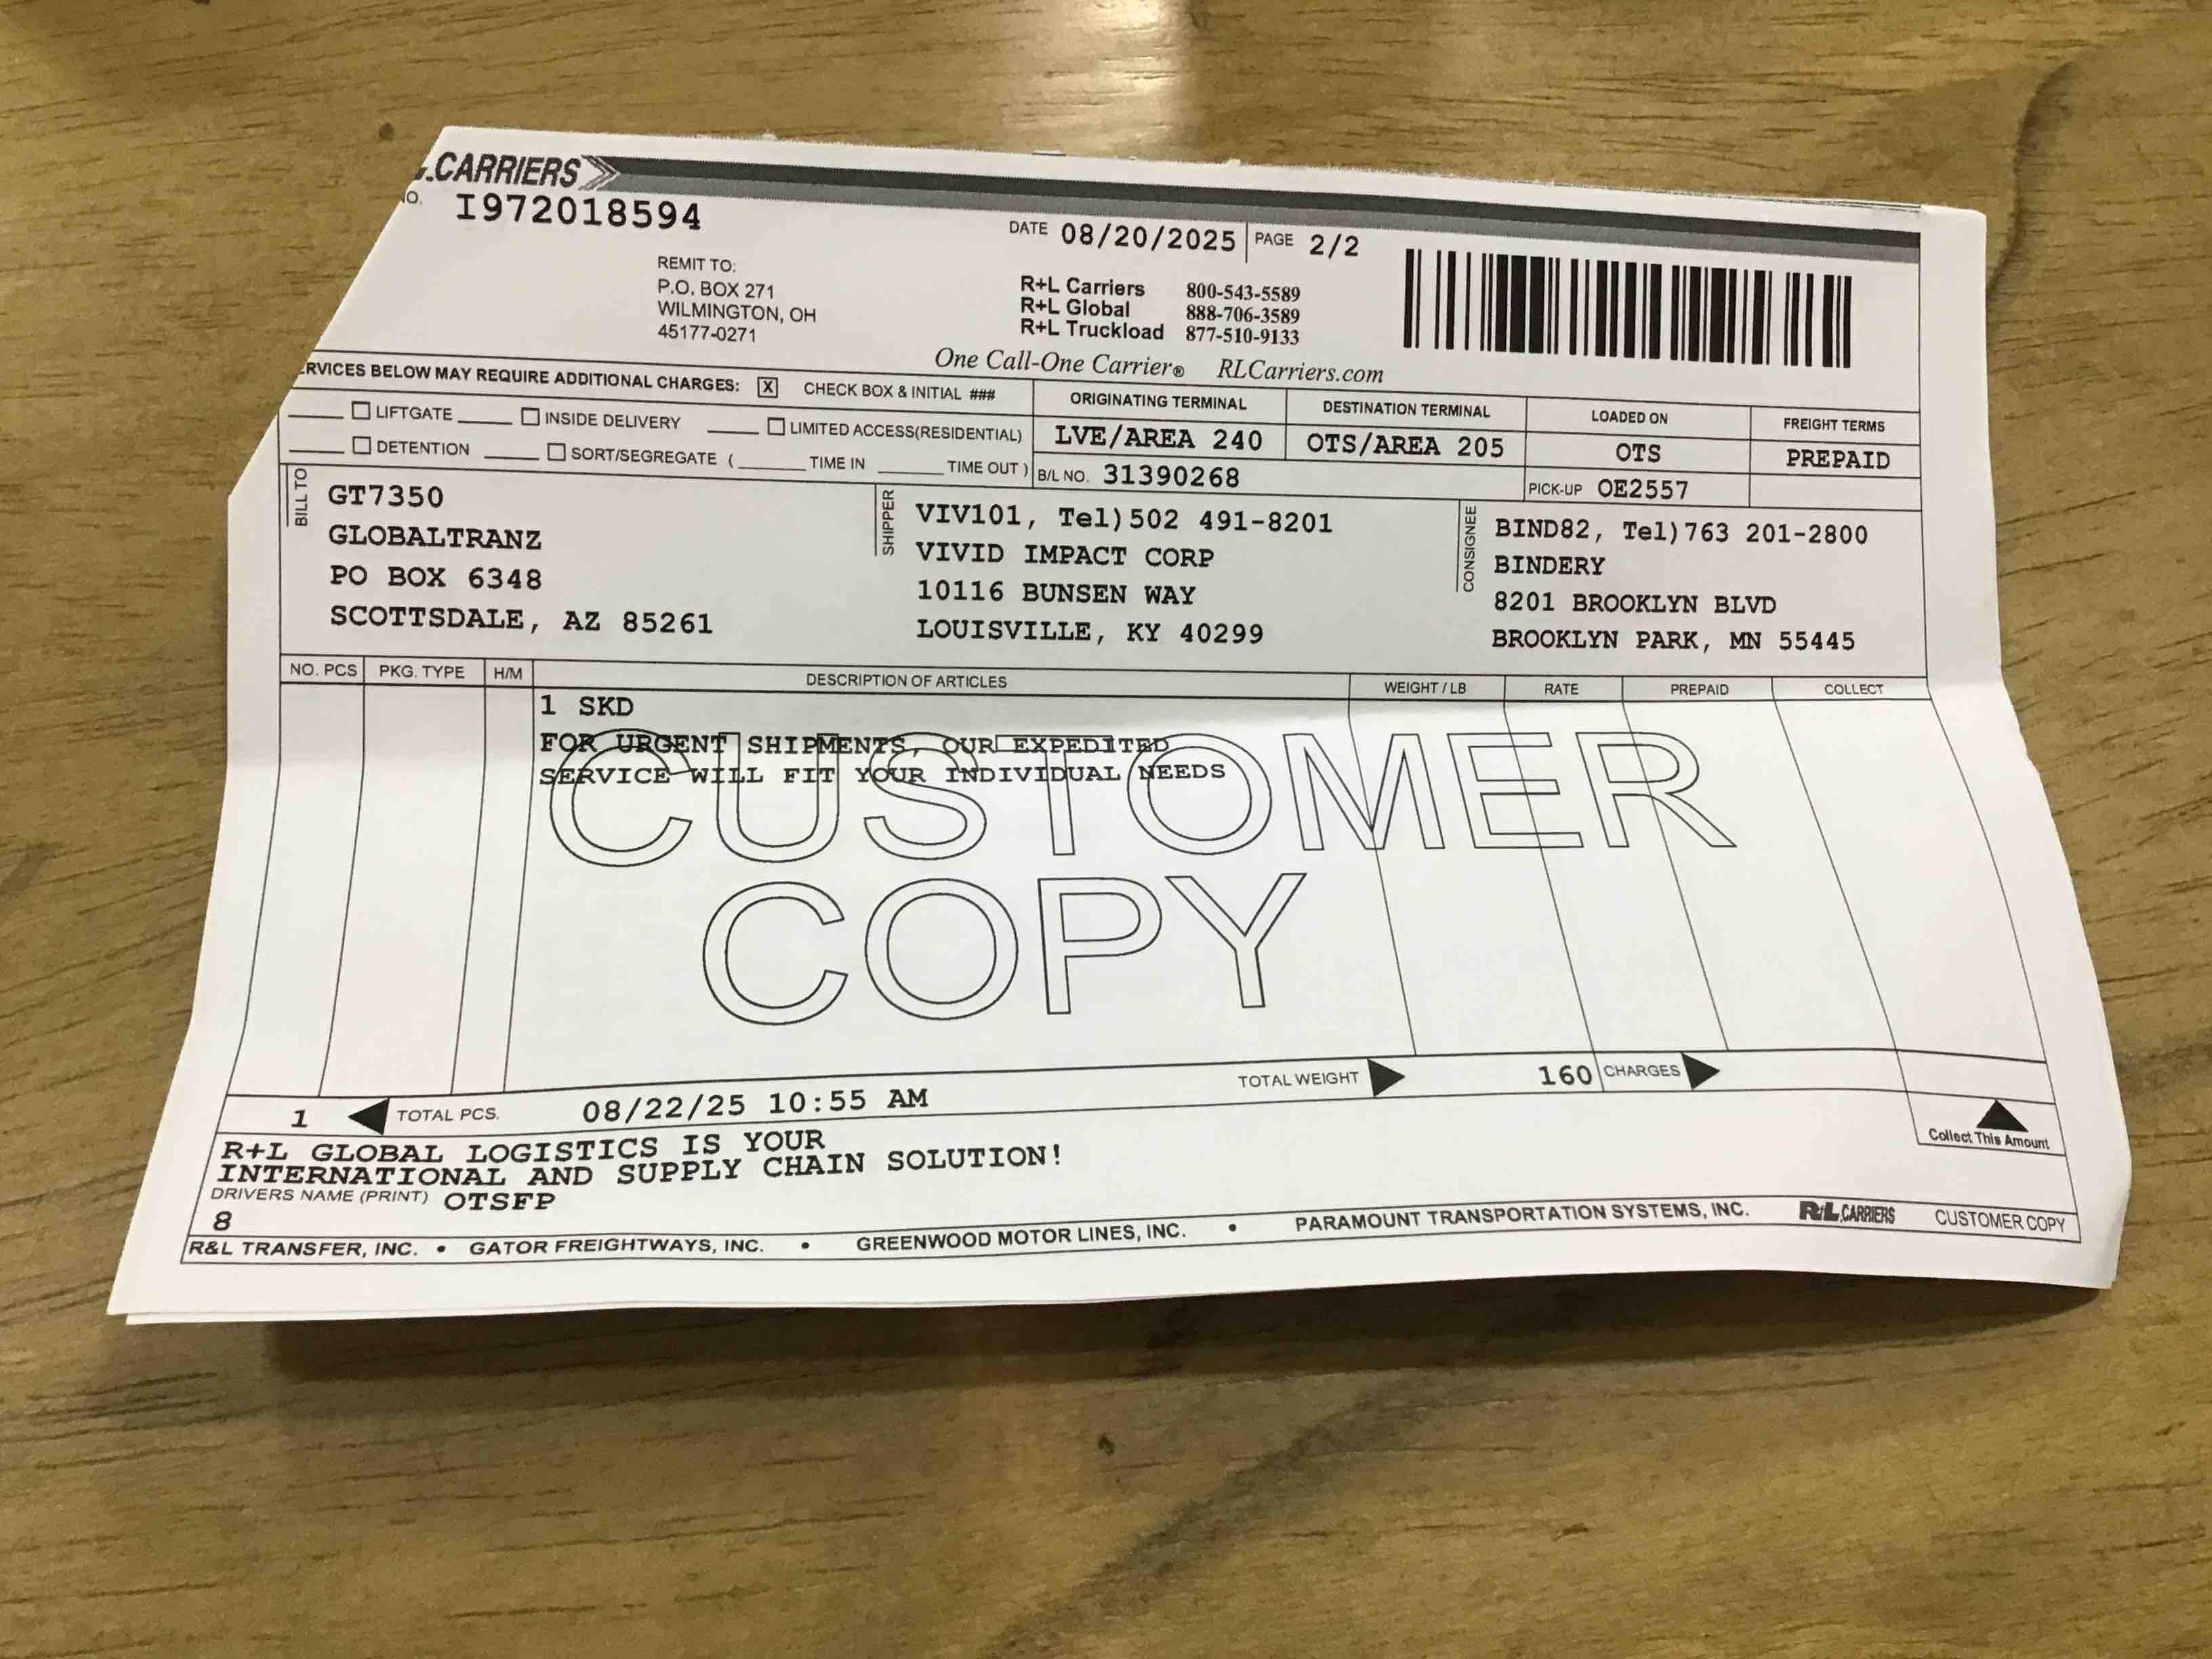 CARRIERS
NO. I972018594
DATE 08/20/2025 PAGE 2/2
REMIT TO:
P.O. BOX 271
WILMINGTON, OH
45177-0271
R+L Carriers 800-543-5589
R+L Global 888-706-3589
R+L Truckload 877-510-9133
One Call-One Carrier® RLCarriers.com
RVICES BELOW MAY REQUIRE ADDITIONAL CHARGES: X CHECK BOX & INITIAL ###
LIFTGATE INSIDE DELIVERY LIMITED ACCESS(RESIDENTIAL)
DETENTION SORT/SEGREGATE ( TIME IN TIME OUT )
ORIGINATING TERMINAL DESTINATION TERMINAL LOADED ON FREIGHT TERMS
LVE/AREA 240 OTS/AREA 205 OTS PREPAID
B/L NO. 31390268 PICK-UP OE2557
BILL TO
GT7350
GLOBALTRANZ
PO BOX 6348
SCOTTSDALE, AZ 85261
SHIPPER
VIV101, Tel)502 491-8201
VIVID IMPACT CORP
10116 BUNSEN WAY
LOUISVILLE, KY 40299
CONSIGNEE
BIND82, Tel)763 201-2800
BINDERY
8201 BROOKLYN BLVD
BROOKLYN PARK, MN 55445
NO. PCS PKG. TYPE H/M DESCRIPTION OF ARTICLES WEIGHT / LB RATE PREPAID COLLECT
1 SKD
FOR URGENT SHIPMENTS, OUR EXPEDITED
SERVICE WILL FIT YOUR INDIVIDUAL NEEDS
CUSTOMER
COPY
1 TOTAL PCS. 08/22/25 10:55 AM TOTAL WEIGHT 160 CHARGES
Collect This Amount
R+L GLOBAL LOGISTICS IS YOUR
INTERNATIONAL AND SUPPLY CHAIN SOLUTION!
DRIVERS NAME (PRINT) OTSFP
8
R&L TRANSFER, INC. • GATOR FREIGHTWAYS, INC. • GREENWOOD MOTOR LINES, INC. • PARAMOUNT TRANSPORTATION SYSTEMS, INC. R+L CARRIERS CUSTOMER COPY